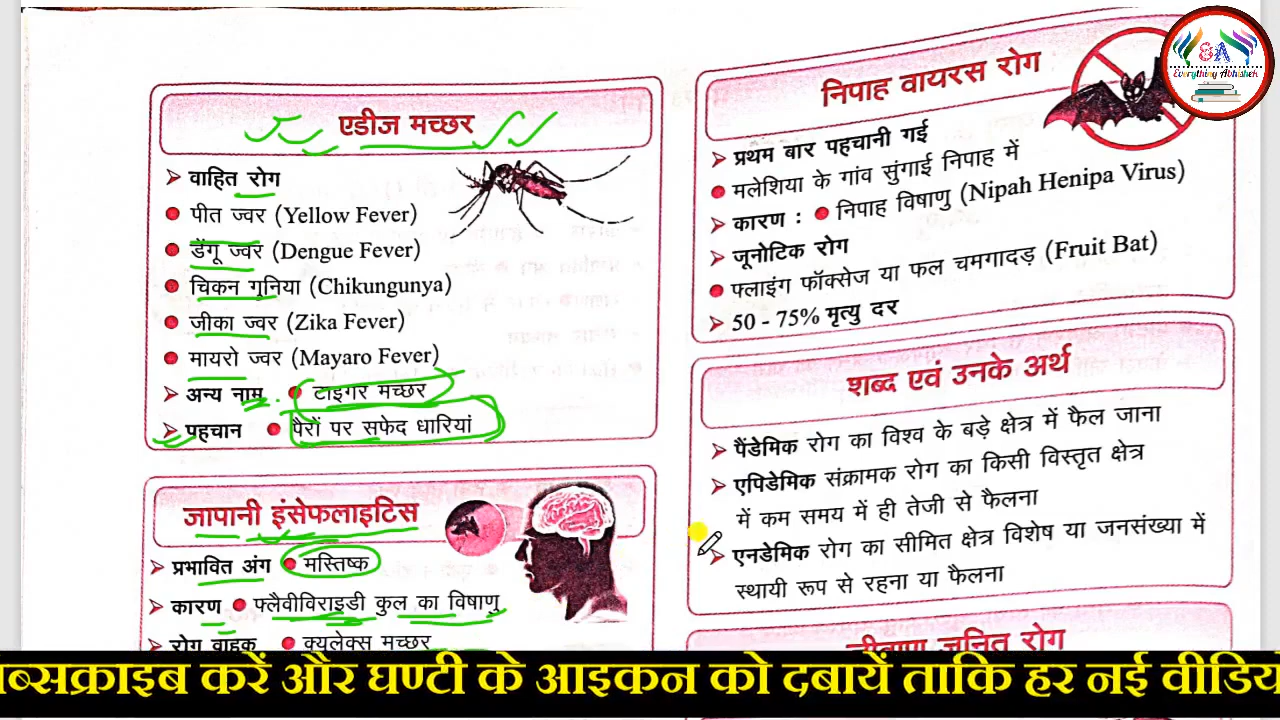 एडीज मच्छर
वाहित रोग
पीत ज्वर (Yellow Fever)
डेंगू ज्वर (Dengue Fever)
चिकन गुनिया (Chikungunya)
जीका ज्वर (Zika Fever)
मायरो ज्वर (Mayaro Fever)
अन्य नाम टाइगर मच्छर
पहचान पैरों पर सफेद धारियां
जापानी इंसेफलाइटिस
प्रभावित अंग मस्तिष्क
कारण फ्लैवीविराइडी कुल का विषाणु
रोग वाहक क्यूलेक्स मच्छर
निपाह वायरस रोग
प्रथम बार पहचानी गई
मलेशिया के गांव सुंगाई निपाह में
कारण : निपाह विषाणु (Nipah Henipa Virus)
जूनोटिक रोग
फ्लाइंग फॉक्सेज या फल चमगादड़ (Fruit Bat)
50 - 75% मृत्यु दर
शब्द एवं उनके अर्थ
पैंडेमिक रोग का विश्व के बड़े क्षेत्र में फैल जाना
एपिडेमिक संक्रामक रोग का किसी विस्तृत क्षेत्र
में कम समय में ही तेजी से फैलना
एनडेमिक रोग का सीमित क्षेत्र विशेष या जनसंख्या में
स्थायी रूप से रहना या फैलना
जीवाणु जनित रोग
&A
Everything Abhishek
ब्सक्राइब करें और घण्टी के आइकन को दबायें ताकि हर नई वीडिय